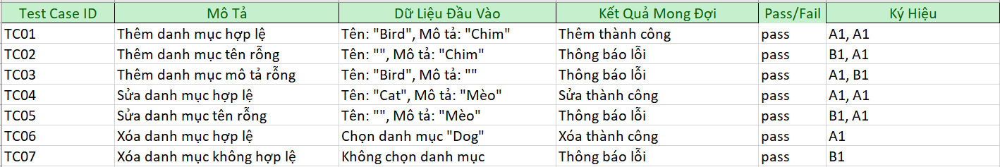 Test Case ID Mô Tả Dữ Liệu Đầu Vào Kết Quả Mong Đợi Pass/Fail Ký Hiệu
TC01 Thêm danh mục hợp lệ Tên: "Bird", Mô tả: "Chim" Thêm thành công pass A1, A1
TC02 Thêm danh mục tên rỗng Tên: "", Mô tả: "Chim" Thông báo lỗi pass B1, A1
TC03 Thêm danh mục mô tả rỗng Tên: "Bird", Mô tả: "" Thông báo lỗi pass A1, B1
TC04 Sửa danh mục hợp lệ Tên: "Cat", Mô tả: "Mèo" Sửa thành công pass A1, A1
TC05 Sửa danh mục tên rỗng Tên: "", Mô tả: "Mèo" Thông báo lỗi pass B1, A1
TC06 Xóa danh mục hợp lệ Chọn danh mục "Dog" Xóa thành công pass A1
TC07 Xóa danh mục không hợp lệ Không chọn danh mục Thông báo lỗi pass B1